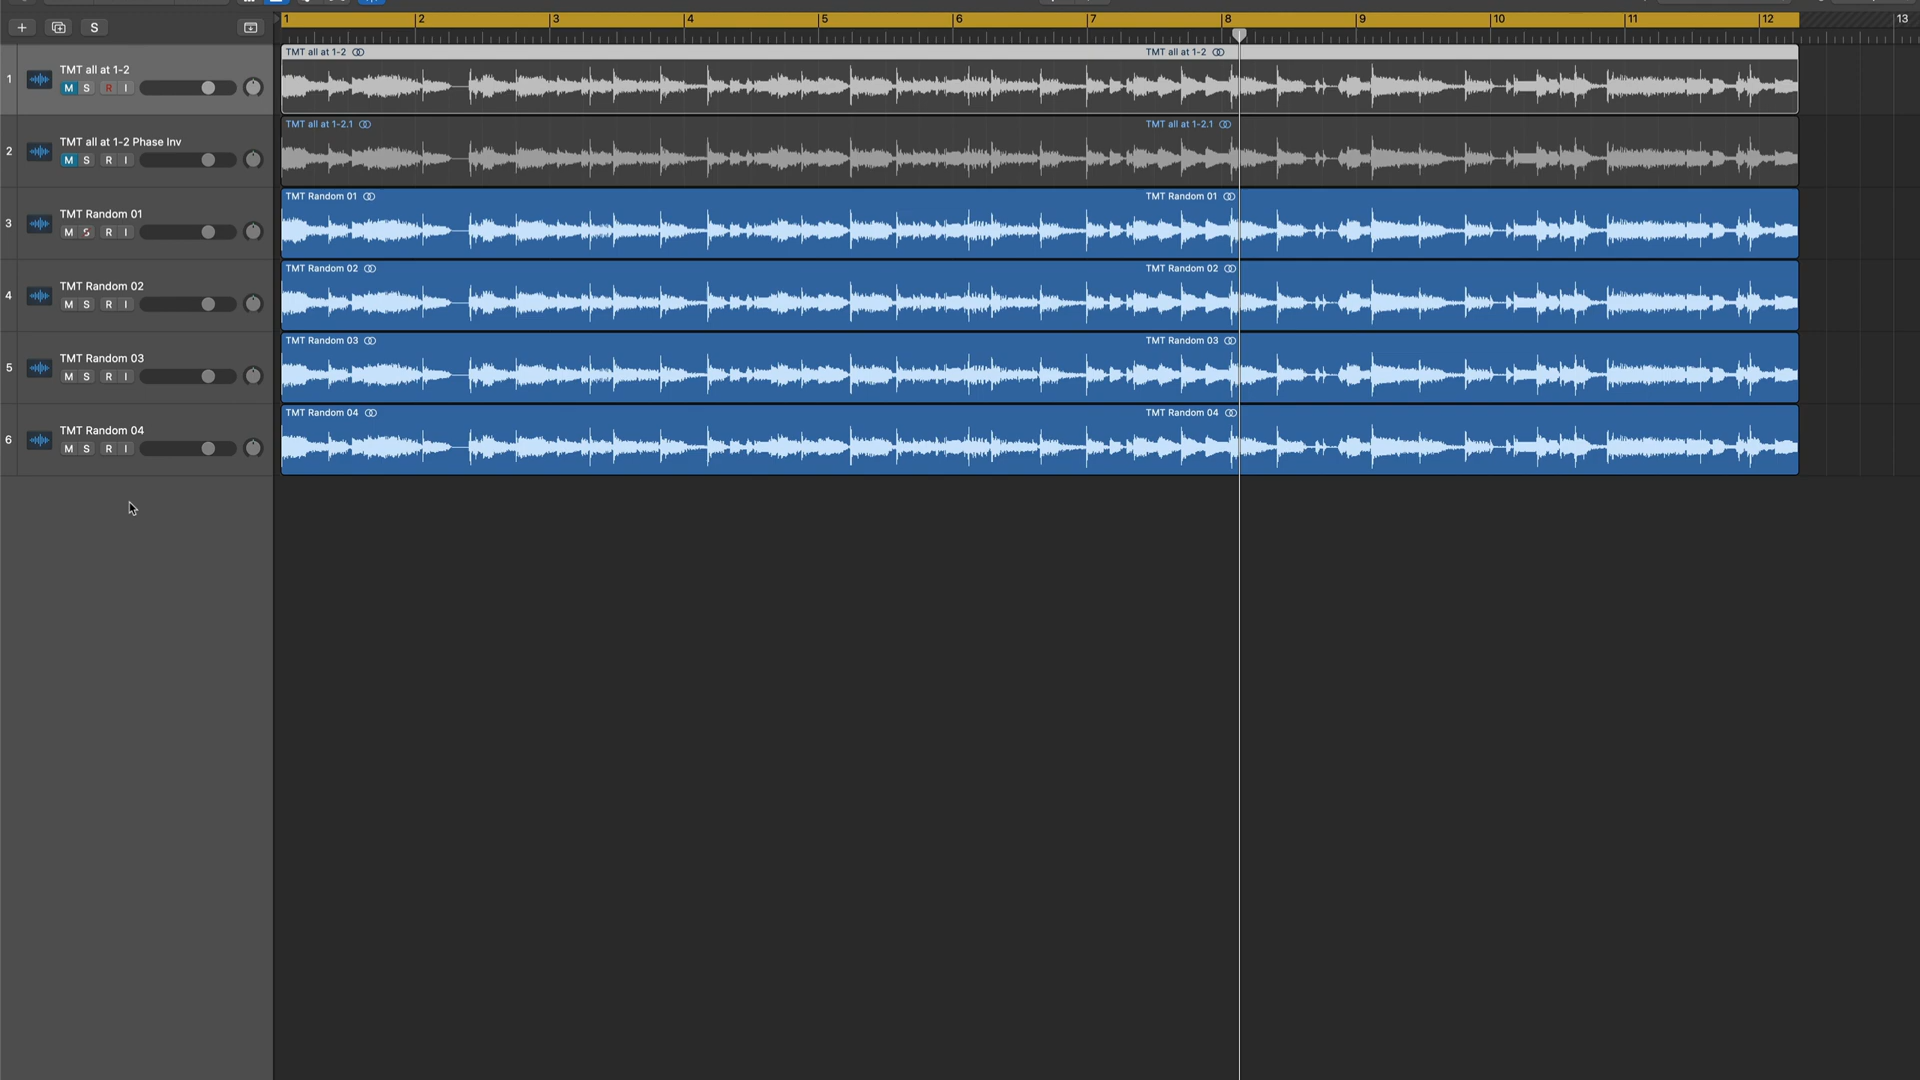 1 2 3 4 5 6 7 8 9 10 11 12 13
+ S
TMT all at 1-2 TMT all at 1-2
1 TMT all at 1-2
M S R I
TMT all at 1-2.1 TMT all at 1-2.1
2 TMT all at 1-2 Phase Inv
M S R I
TMT Random 01 TMT Random 01
3 TMT Random 01
M S R I
TMT Random 02 TMT Random 02
4 TMT Random 02
M S R I
TMT Random 03 TMT Random 03
5 TMT Random 03
M S R I
TMT Random 04 TMT Random 04
6 TMT Random 04
M S R I